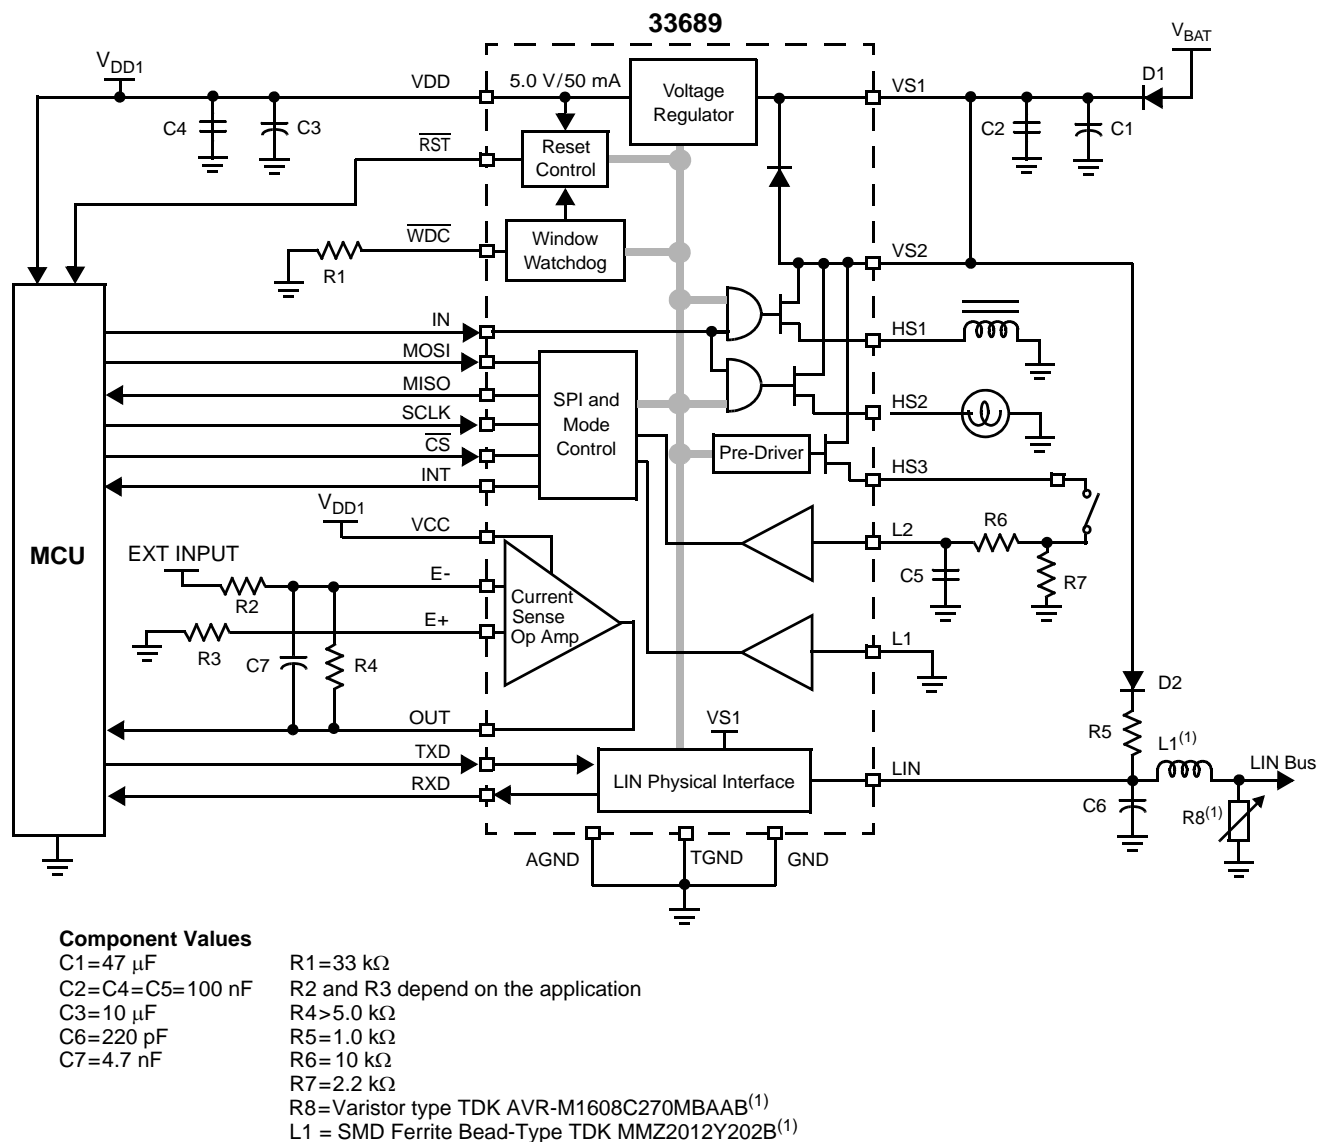 33689
VBAT
VDD1
VDD
5.0 V/50 mA
Voltage
Regulator
VS1
D1
C4
C3
C2
C1
RST
Reset
Control
WDC
R1
Window
Watchdog
VS2
IN
HS1
MOSI
MISO
SPI and
Mode
Control
HS2
SCLK
CS
Pre-Driver
HS3
INT
VDD1
VCC
L2
R6
MCU
EXT INPUT
C5
R7
R2
E-
Current
Sense
Op Amp
E+
R3
L1
C7
R4
D2
OUT
VS1
R5
L1(1)
TXD
LIN Physical Interface
LIN
LIN Bus
RXD
C6
R8(1)
AGND
TGND
GND
Component Values
C1=47 μF
R1=33 kΩ
C2=C4=C5=100 nF
R2 and R3 depend on the application
C3=10 μF
R4>5.0 kΩ
C6=220 pF
R5=1.0 kΩ
C7=4.7 nF
R6=10 kΩ
R7=2.2 kΩ
R8=Varistor type TDK AVR-M1608C270MBAAB(1)
L1 = SMD Ferrite Bead-Type TDK MMZ2012Y202B(1)